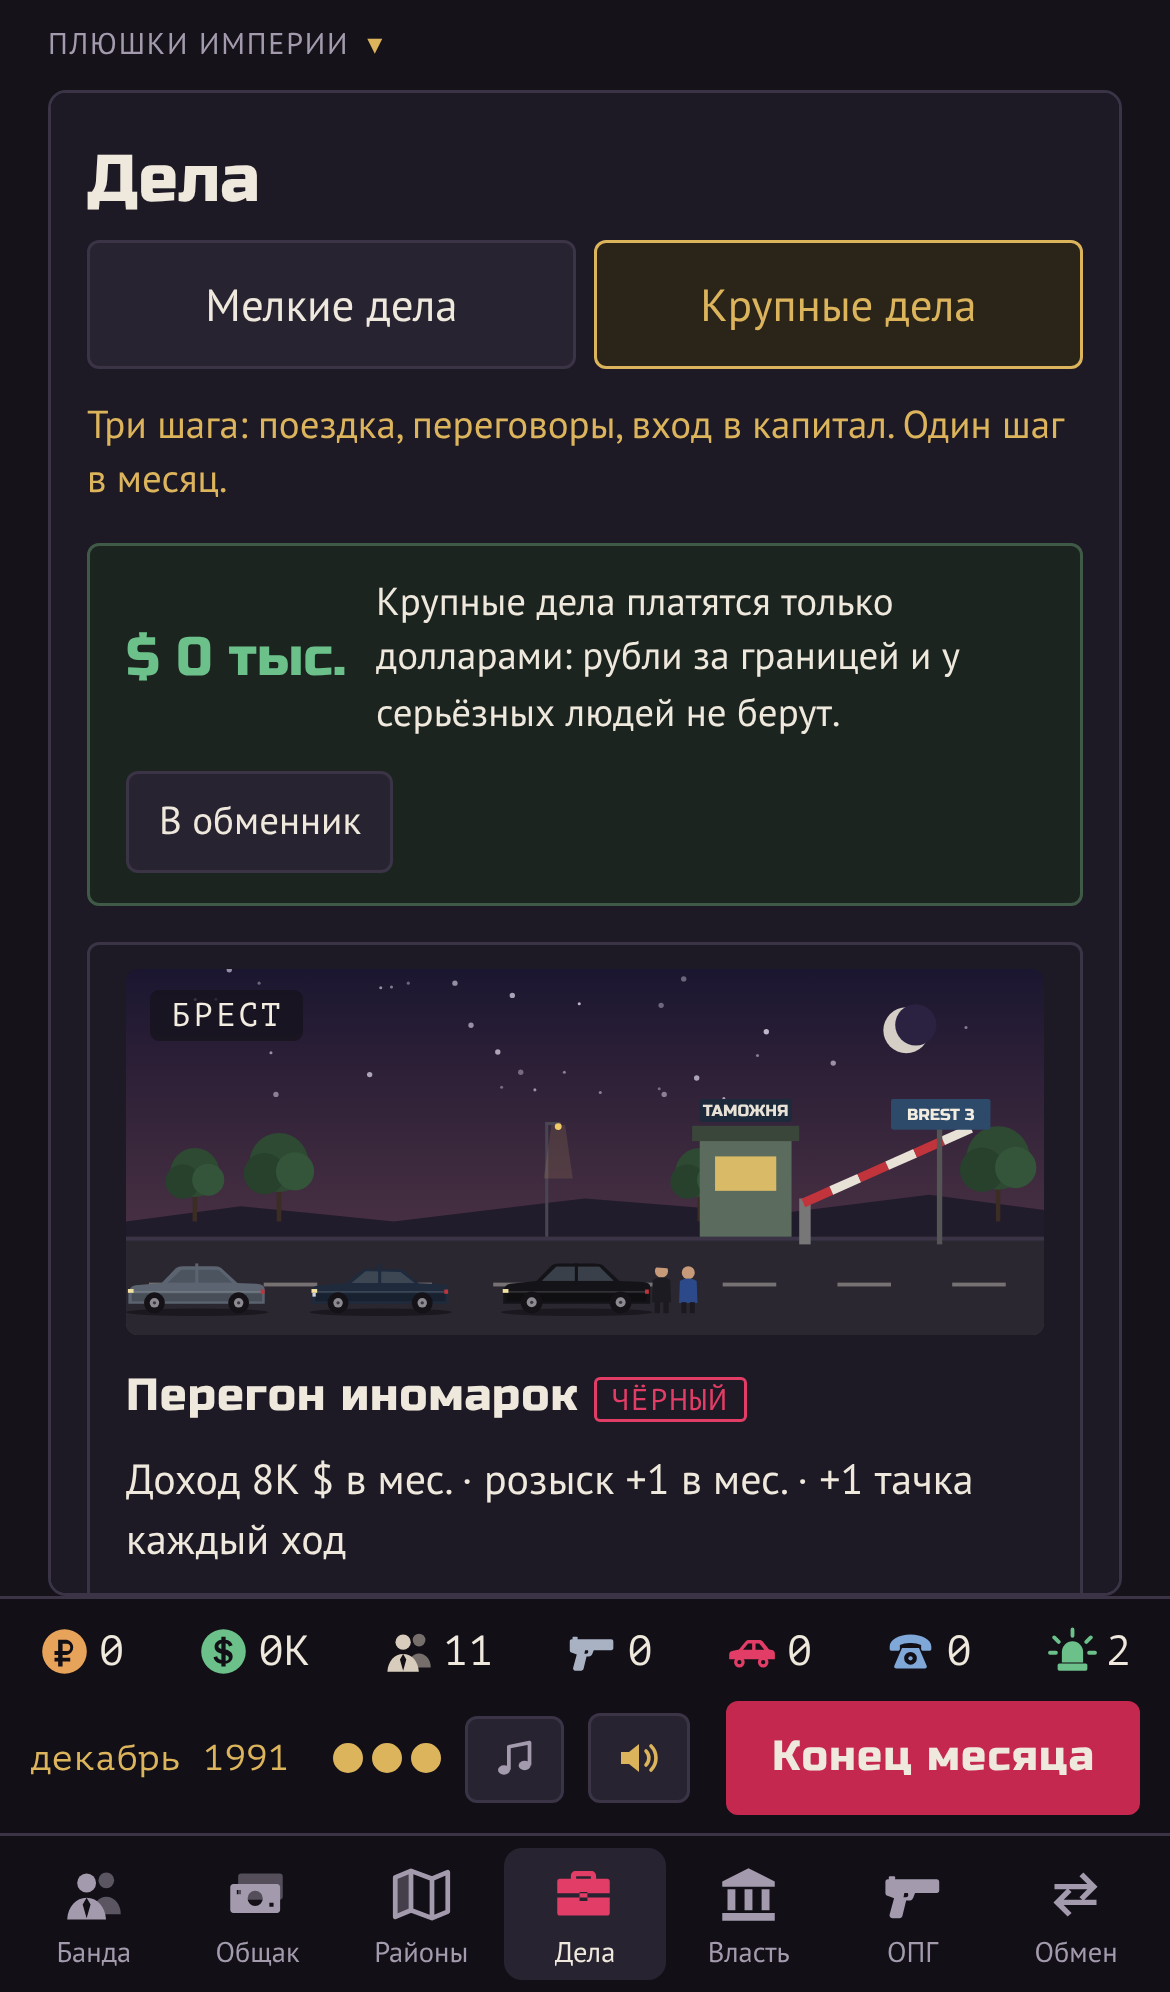 ПЛЮШКИ ИМПЕРИИ ▼
Дела
Мелкие дела
Крупные дела
Три шага: поездка, переговоры, вход в капитал. Один шаг
в месяц.
$ 0 тыс.
Крупные дела платятся только
долларами: рубли за границей и у
серьёзных людей не берут.
В обменник
БРЕСТ
ТАМОЖНЯ
BREST 3
Перегон иномарок ЧЁРНЫЙ
Доход 8K $ в мес. · розыск +1 в мес. · +1 тачка
каждый ход
₽ 0 $ 0K 11 0 0 0 2
декабрь 1991
Конец месяца
Банда Общак Районы Дела Власть ОПГ Обмен